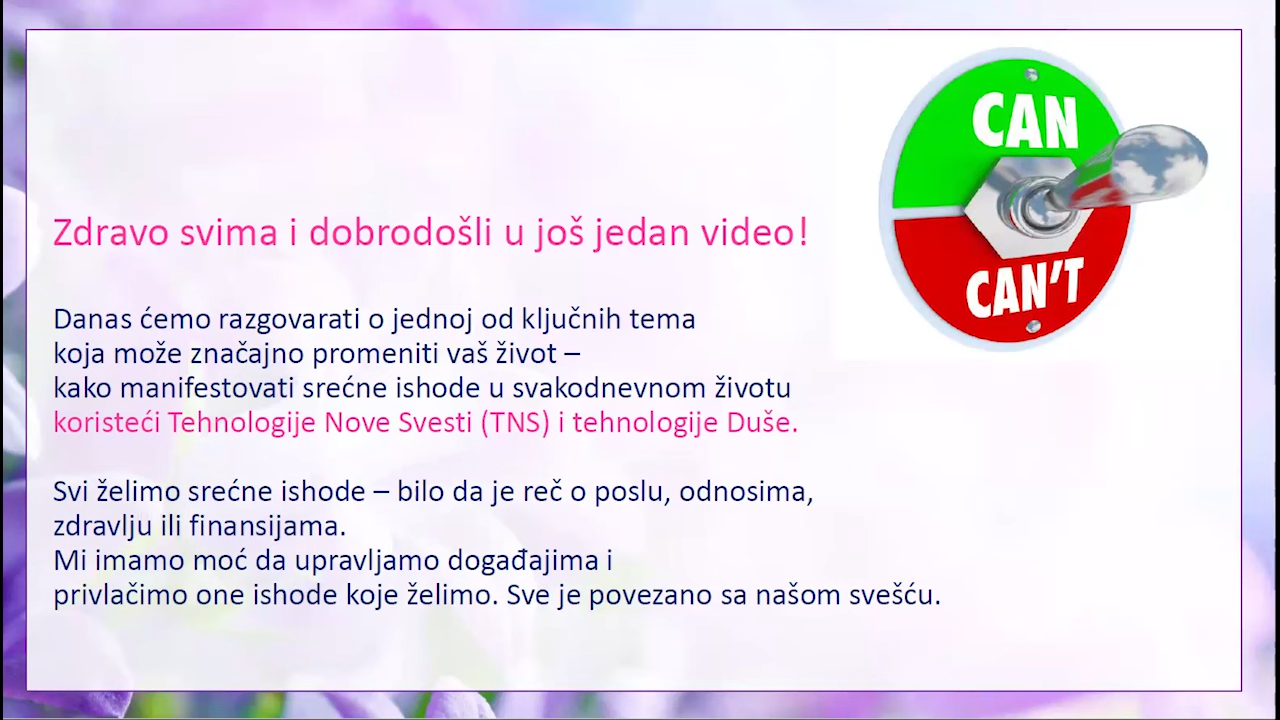 CAN
CAN'T
Zdravo svima i dobrodošli u još jedan video!
Danas ćemo razgovarati o jednoj od ključnih tema
koja može značajno promeniti vaš život –
kako manifestovati srećne ishode u svakodnevnom životu
koristeći Tehnologije Nove Svesti (TNS) i tehnologije Duše.
Svi želimo srećne ishode – bilo da je reč o poslu, odnosima,
zdravlju ili finansijama.
Mi imamo moć da upravljamo događajima i
privlačimo one ishode koje želimo. Sve je povezano sa našom svešću.